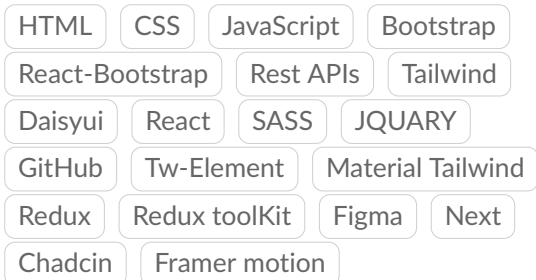 HTML CSS JavaScript Bootstrap
React-Bootstrap Rest APIs Tailwind
Daisyui React SASS JQUARY
GitHub Tw-Element Material Tailwind
Redux Redux toolKit Figma Next
Chadcin Framer motion